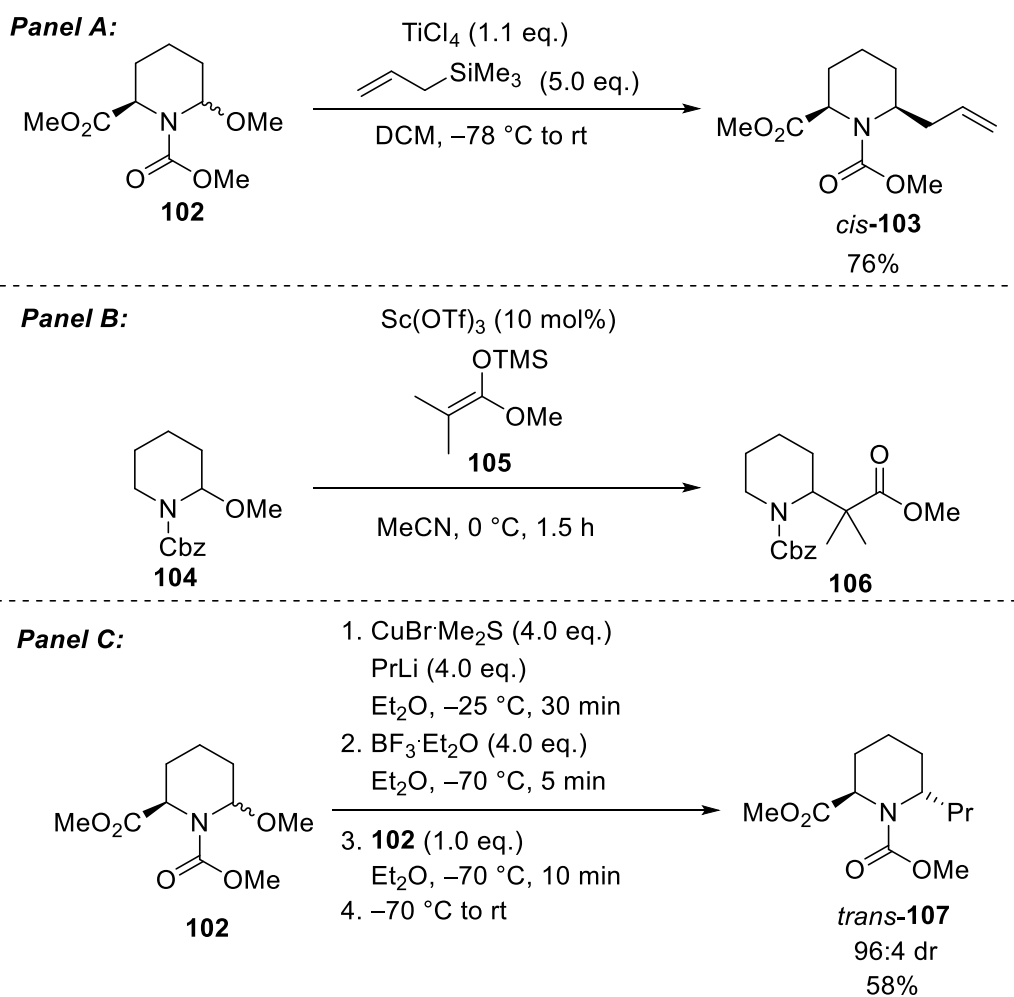 Panel A:
TiCl4 (1.1 eq.)
SiMe3 (5.0 eq.)
DCM, –78 °C to rt
MeO2C
N
OMe
O
OMe
102
MeO2C
N
O
OMe
cis-103
76%
Panel B:
Sc(OTf)3 (10 mol%)
OTMS
OMe
105
MeCN, 0 °C, 1.5 h
N
OMe
Cbz
104
O
N
OMe
Cbz
106
Panel C:
1. CuBr·Me2S (4.0 eq.)
PrLi (4.0 eq.)
Et2O, –25 °C, 30 min
2. BF3·Et2O (4.0 eq.)
Et2O, –70 °C, 5 min
3. 102 (1.0 eq.)
Et2O, –70 °C, 10 min
4. –70 °C to rt
MeO2C
N
OMe
O
OMe
102
MeO2C
N
Pr
O
OMe
trans-107
96:4 dr
58%